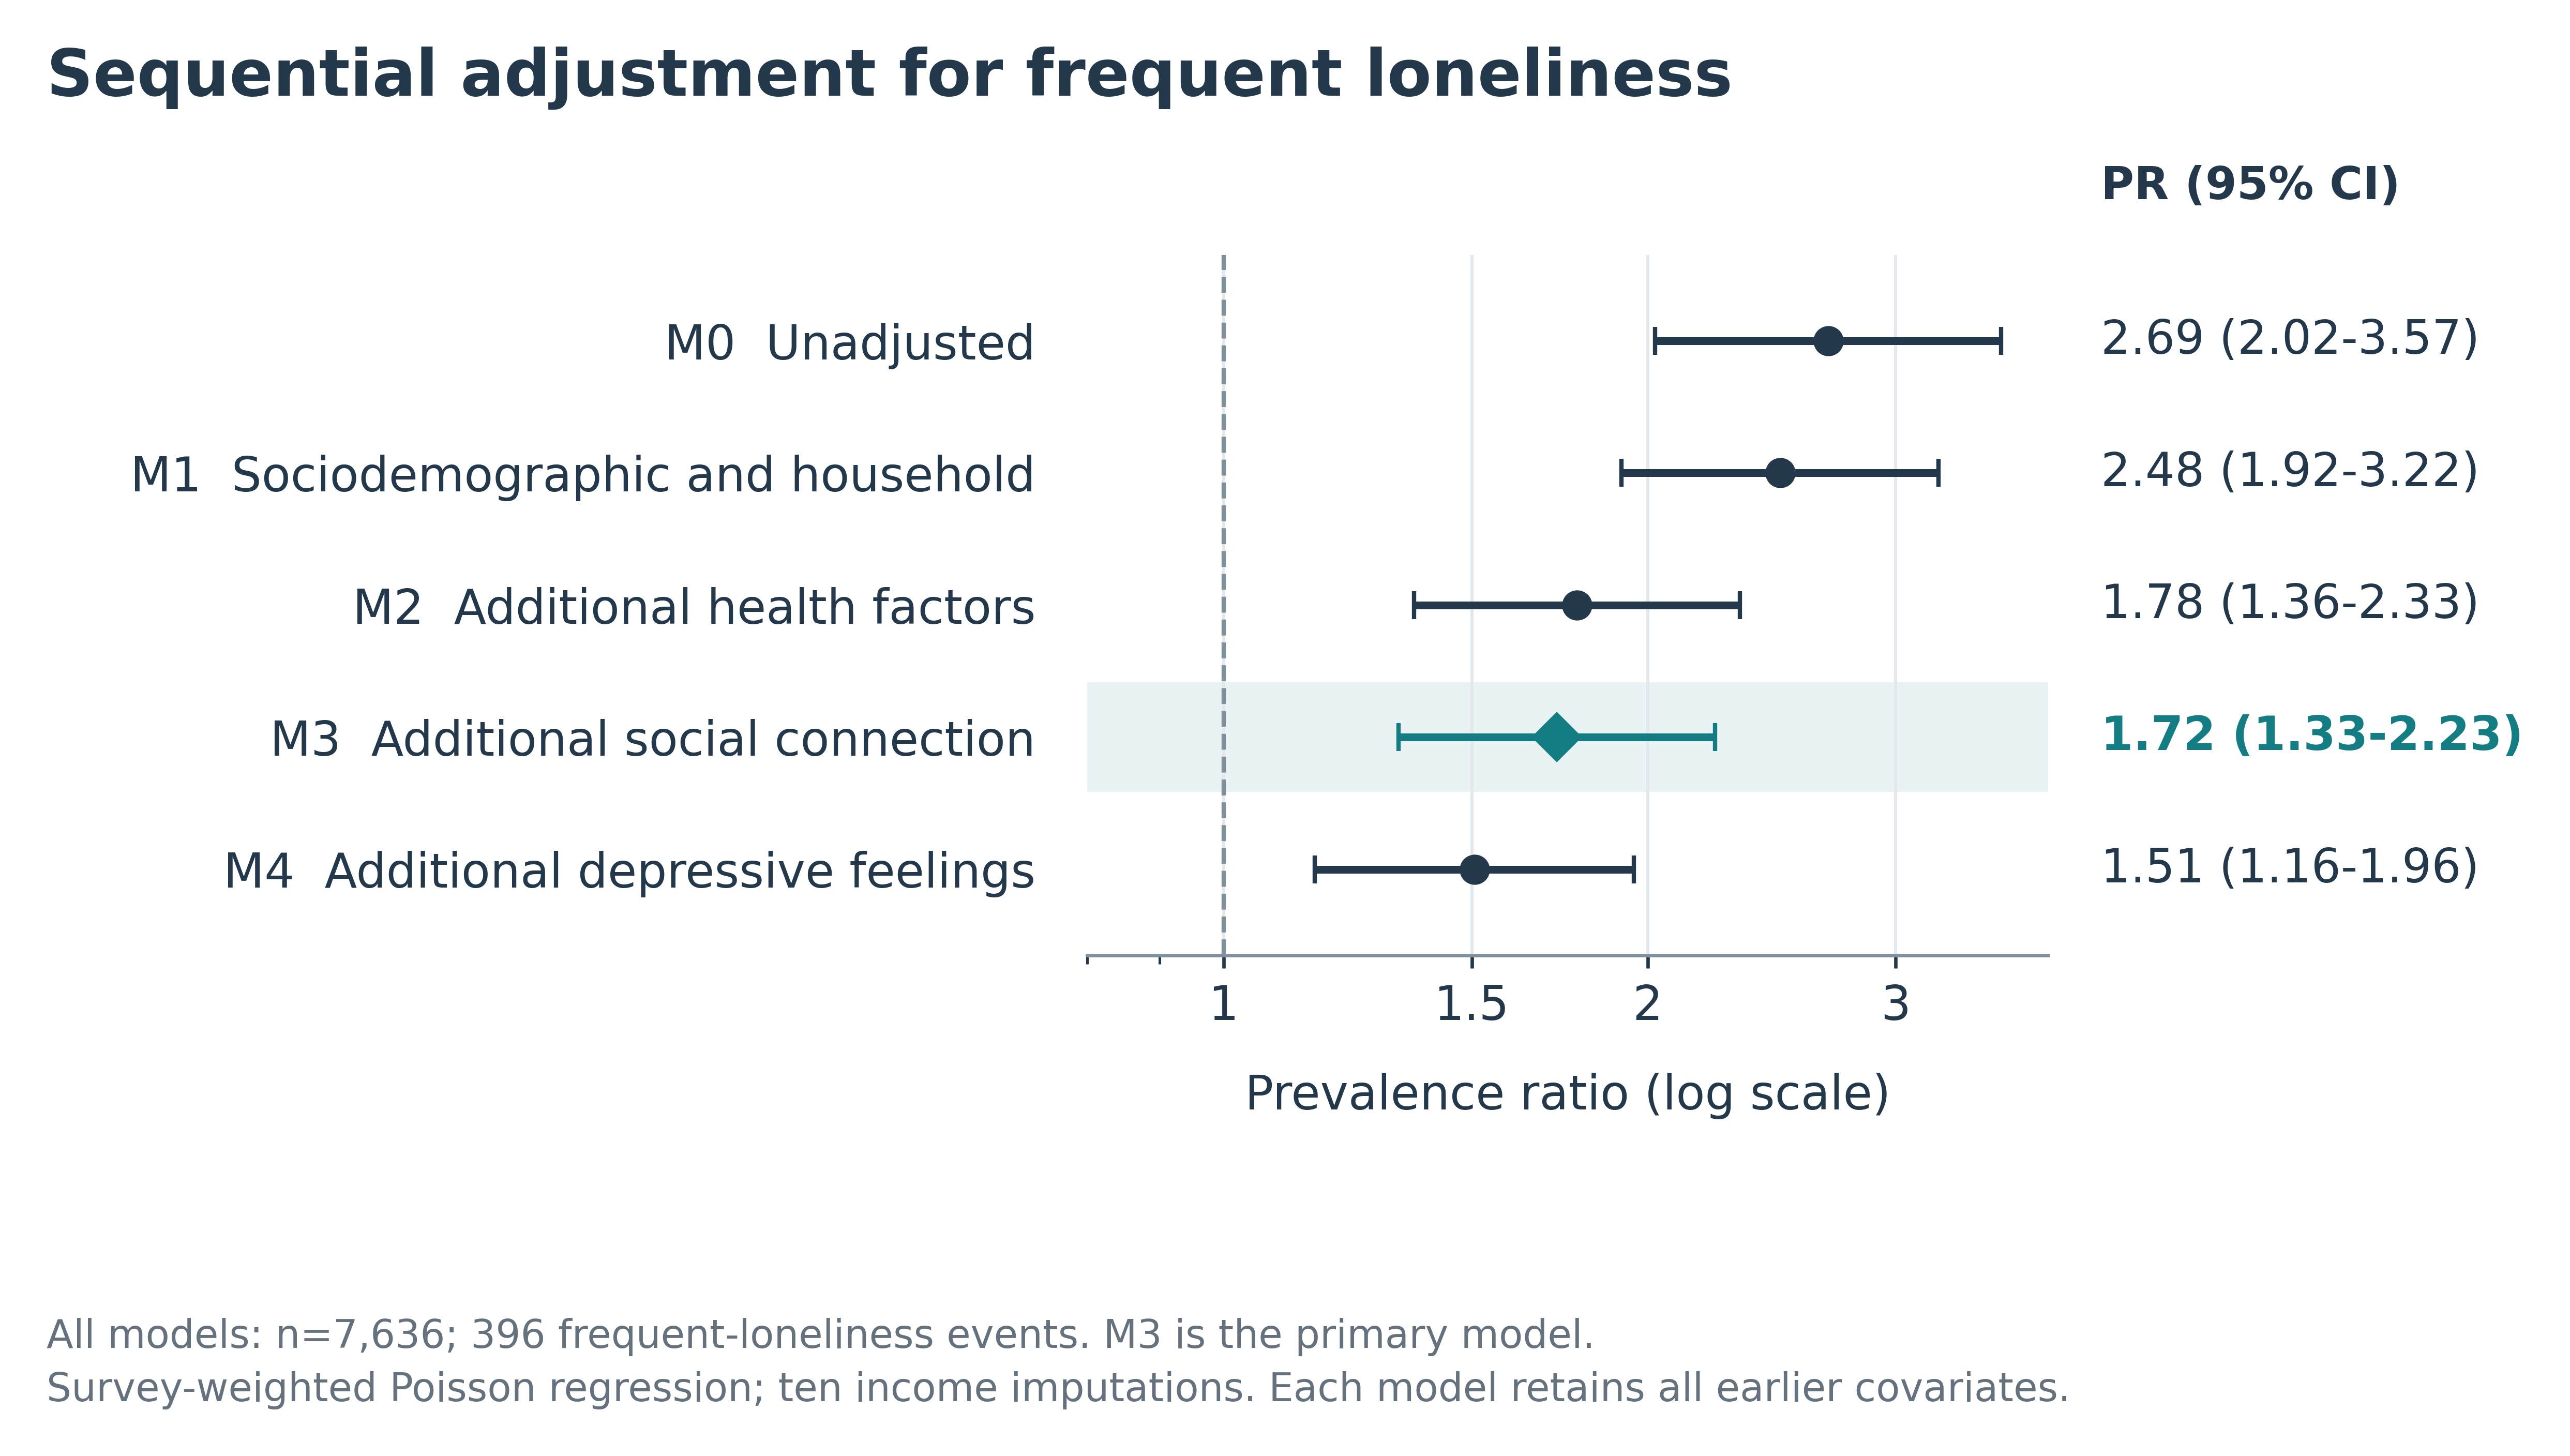 Sequential adjustment for frequent loneliness
PR (95% CI)
M0  Unadjusted
2.69 (2.02-3.57)
M1  Sociodemographic and household
2.48 (1.92-3.22)
M2  Additional health factors
1.78 (1.36-2.33)
M3  Additional social connection
1.72 (1.33-2.23)
M4  Additional depressive feelings
1.51 (1.16-1.96)
1 1.5 2 3
Prevalence ratio (log scale)
All models: n=7,636; 396 frequent-loneliness events. M3 is the primary model.
Survey-weighted Poisson regression; ten income imputations. Each model retains all earlier covariates.